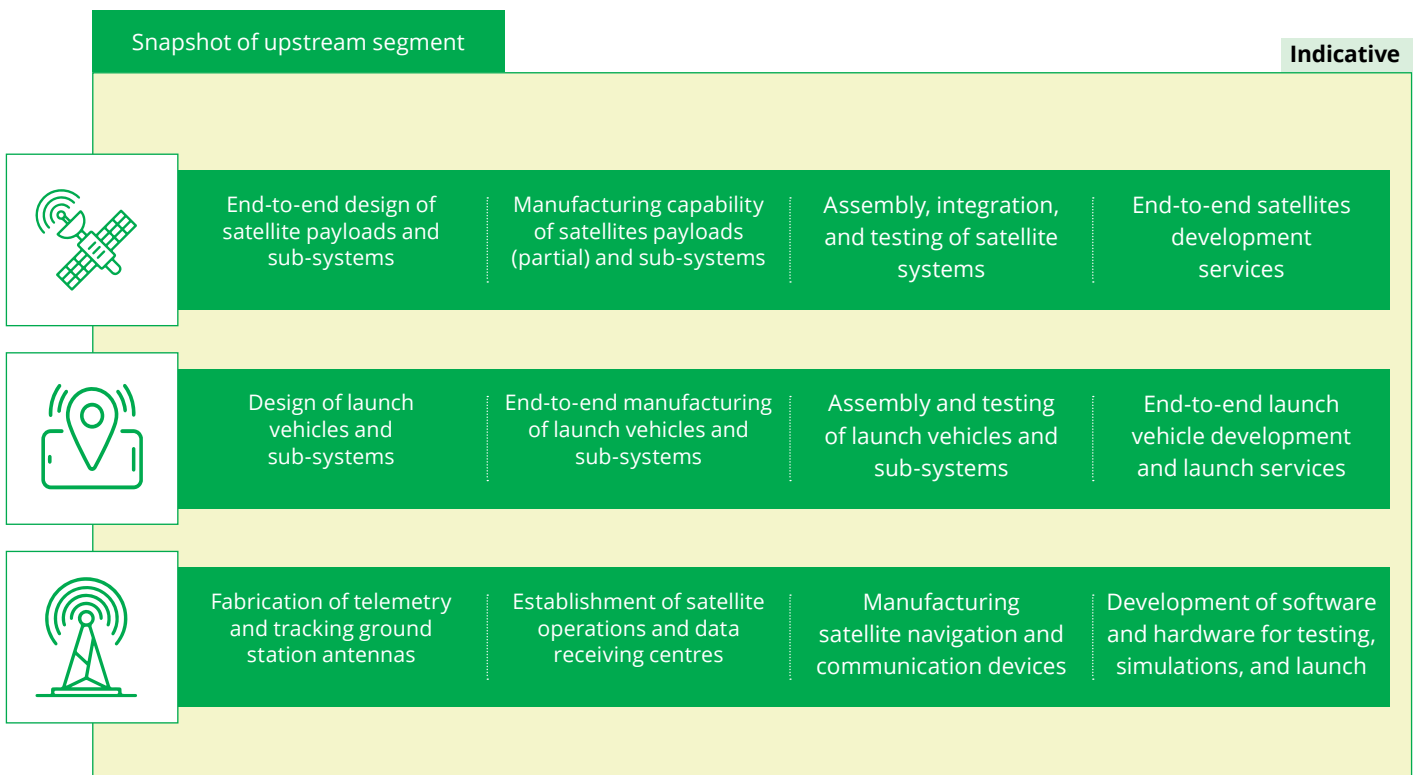 Snapshot of upstream segment
Indicative
End-to-end design of
satellite payloads and
sub-systems
Manufacturing capability
of satellites payloads
(partial) and sub-systems
Assembly, integration,
and testing of satellite
systems
End-to-end satellites
development
services
Design of launch
vehicles and
sub-systems
End-to-end manufacturing
of launch vehicles and
sub-systems
Assembly and testing
of launch vehicles and
sub-systems
End-to-end launch
vehicle development
and launch services
Fabrication of telemetry
and tracking ground
station antennas
Establishment of satellite
operations and data
receiving centres
Manufacturing
satellite navigation and
communication devices
Development of software
and hardware for testing,
simulations, and launch